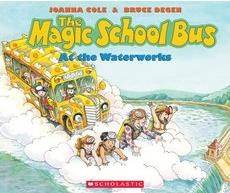 JOANNA COLE & BRUCE DEGEN
The
Magic School Bus
At the Waterworks
SCHOLASTIC